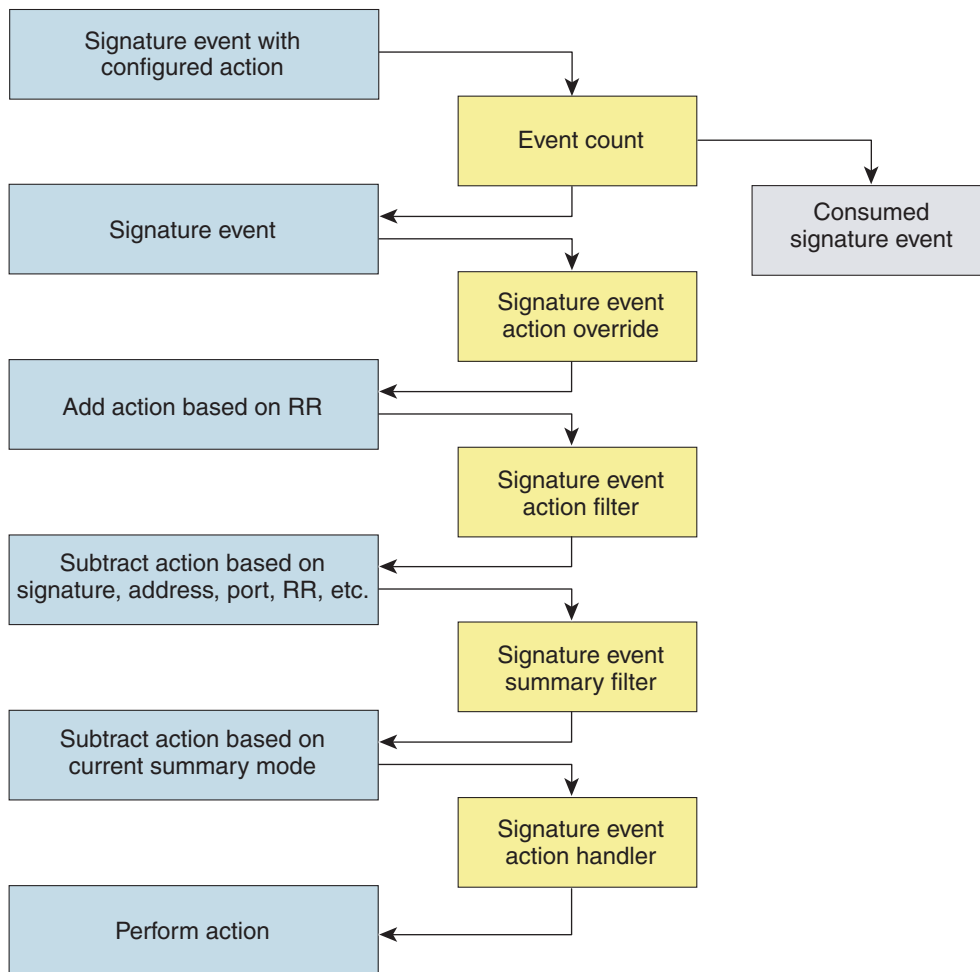 Signature event with
configured action
Event count
Consumed
signature event
Signature event
Signature event
action override
Add action based on RR
Signature event
action filter
Subtract action based on
signature, address, port, RR, etc.
Signature event
summary filter
Subtract action based on
current summary mode
Signature event
action handler
Perform action